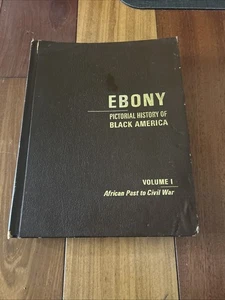 EBONY
PICTORIAL HISTORY OF
BLACK AMERICA
VOLUME I
African Past to Civil War